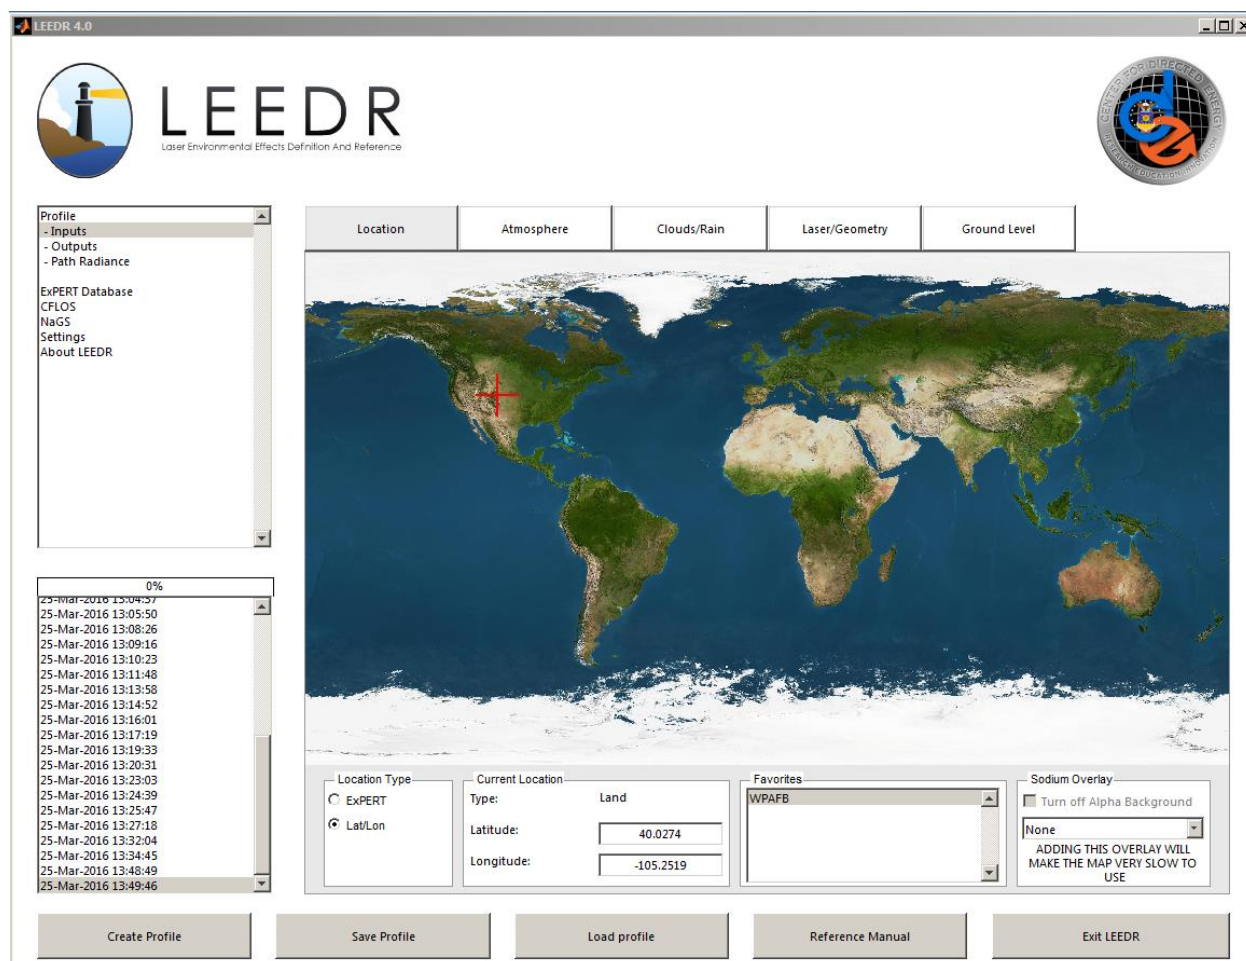 LEEDR 4.0
LEEDR
Laser Environmental Effects Definition And Reference
CENTER FOR DIRECTED ENERGY
RESEARCH EDUCATION INNOVATION
Profile
- Inputs
- Outputs
- Path Radiance
ExPERT Database
CFLOS
NaGS
Settings
About LEEDR
Location
Atmosphere
Clouds/Rain
Laser/Geometry
Ground Level
0%
25-Mar-2016 13:04:57
25-Mar-2016 13:05:50
25-Mar-2016 13:08:26
25-Mar-2016 13:09:16
25-Mar-2016 13:10:23
25-Mar-2016 13:11:48
25-Mar-2016 13:13:58
25-Mar-2016 13:14:52
25-Mar-2016 13:16:01
25-Mar-2016 13:17:19
25-Mar-2016 13:19:33
25-Mar-2016 13:20:31
25-Mar-2016 13:23:03
25-Mar-2016 13:24:39
25-Mar-2016 13:25:47
25-Mar-2016 13:27:18
25-Mar-2016 13:32:04
25-Mar-2016 13:34:45
25-Mar-2016 13:48:49
25-Mar-2016 13:49:46
Location Type
ExPERT
Lat/Lon
Current Location
Type: Land
Latitude: 40.0274
Longitude: -105.2519
Favorites
WPAFB
Sodium Overlay
Turn off Alpha Background
None
ADDING THIS OVERLAY WILL
MAKE THE MAP VERY SLOW TO
USE
Create Profile
Save Profile
Load profile
Reference Manual
Exit LEEDR